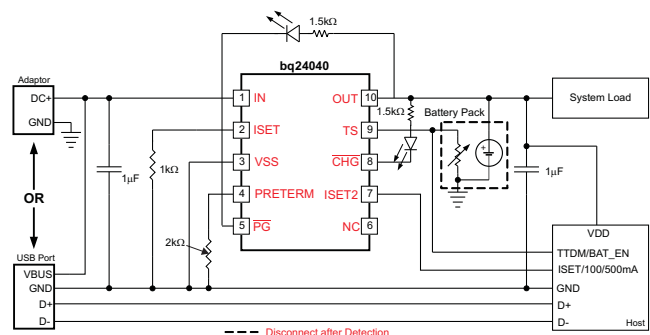 1.5kΩ
bq24040
Adaptor
DC+
GND
OR
USB Port
VBUS
GND
D+
D-
1μF
1kΩ
2kΩ
1 IN
2 ISET
3 VSS
4 PRETERM
5 PG
OUT 10
TS 9
CHG 8
ISET2 7
NC 6
1.5kΩ
Battery Pack
+
-
1μF
System Load
VDD
TTDM/BAT_EN
ISET/100/500mA
GND
D+
D-
Host
Disconnect after Detection